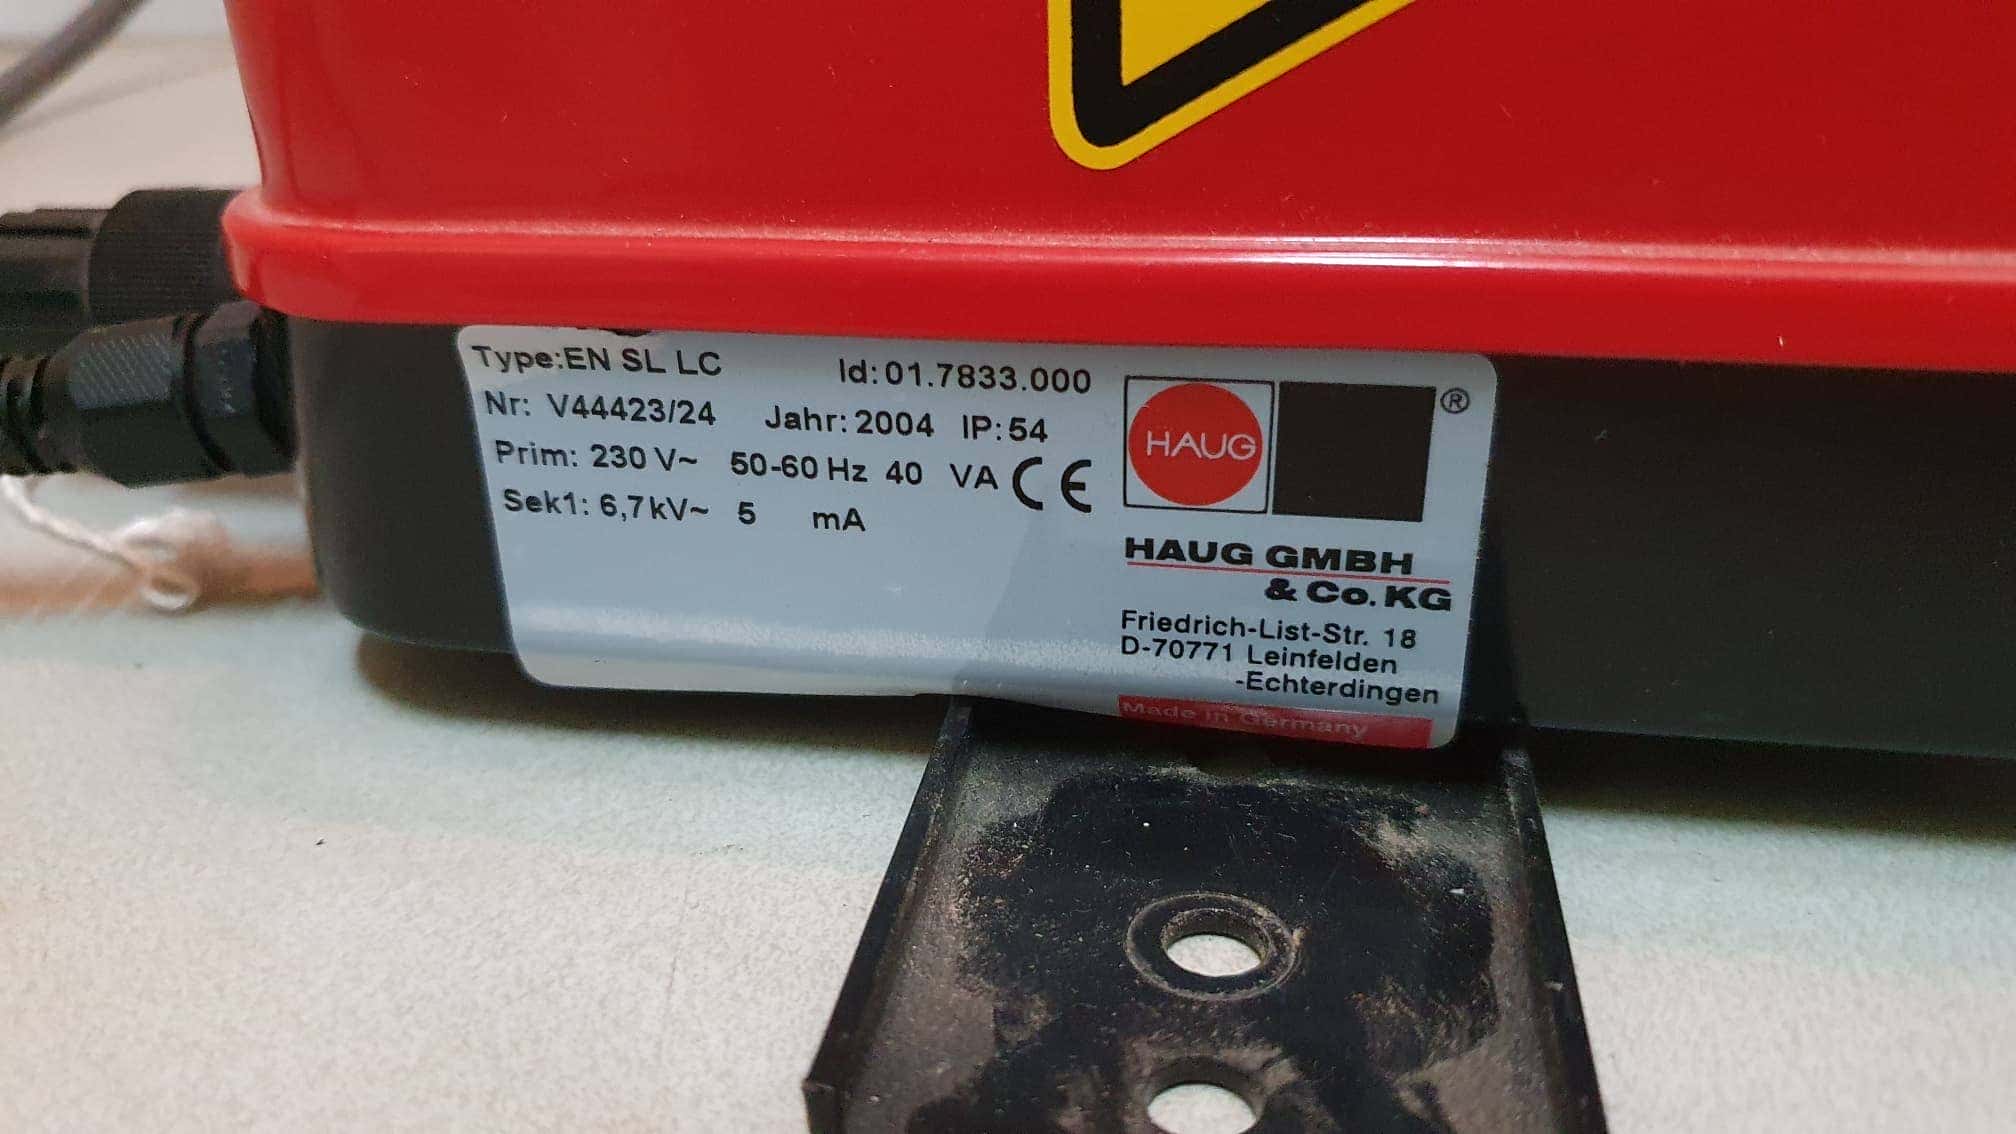 Type:EN SL LC Id:01.7833.000
Nr: V44423/24 Jahr:2004 IP:54
Prim: 230 V~ 50-60 Hz 40 VA CE
Sek1: 6,7kV~ 5 mA
HAUG ®
HAUG GMBH
& Co. KG
Friedrich-List-Str. 18
D-70771 Leinfelden
-Echterdingen
Made in Germany